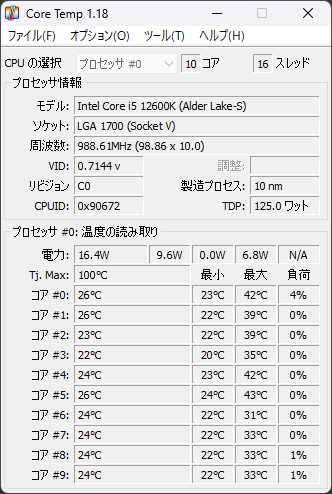 Core Temp 1.18
ファイル(F) オプション(O) ツール(T) ヘルプ(H)
CPU の選択 プロセッサ #0 10 コア 16 スレッド
プロセッサ情報
モデル: Intel Core i5 12600K (Alder Lake-S)
ソケット: LGA 1700 (Socket V)
周波数: 988.61MHz (98.86 x 10.0)
VID: 0.7144 v 調整:
リビジョン C0 製造プロセス: 10 nm
CPUID: 0x90672 TDP: 125.0 ワット
プロセッサ #0: 温度の読み取り
電力: 16.4W 9.6W 0.0W 6.8W N/A
Tj. Max: 100°C 最小 最大 負荷
コア #0: 26°C 23°C 42°C 4%
コア #1: 26°C 22°C 39°C 0%
コア #2: 23°C 22°C 39°C 0%
コア #3: 22°C 20°C 35°C 0%
コア #4: 24°C 23°C 42°C 0%
コア #5: 26°C 24°C 43°C 0%
コア #6: 24°C 22°C 31°C 0%
コア #7: 24°C 22°C 33°C 0%
コア #8: 24°C 22°C 33°C 1%
コア #9: 24°C 22°C 33°C 1%